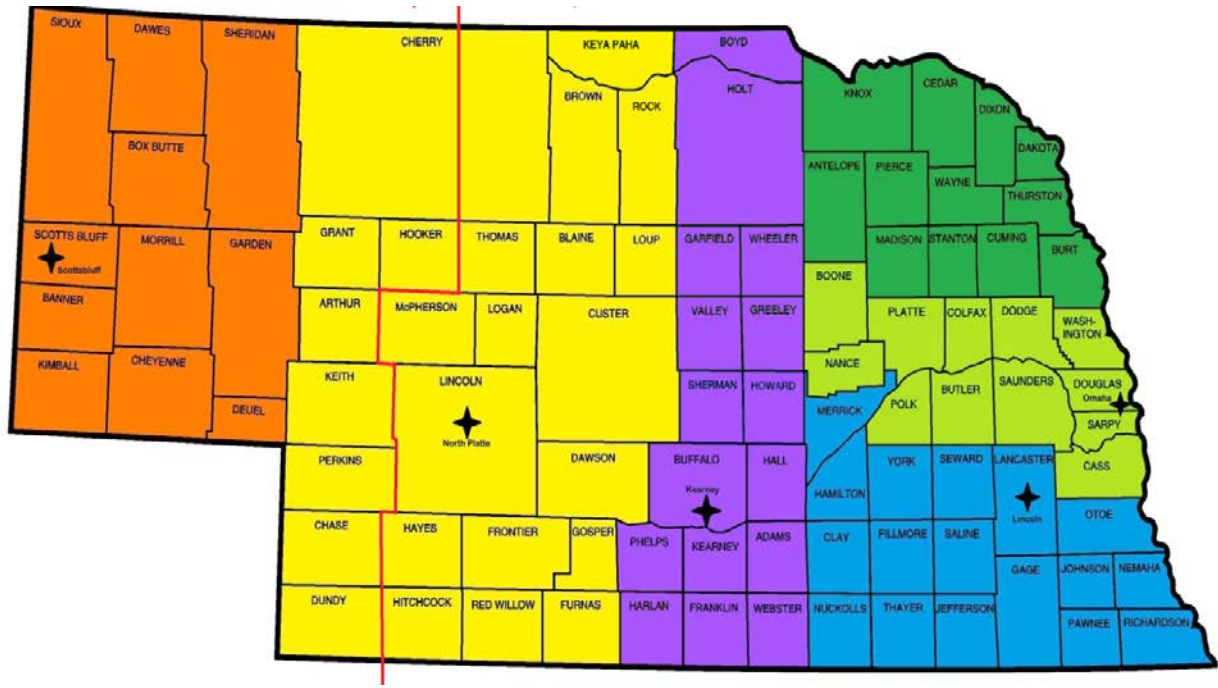 SIOUX
DAWES
SHERIDAN
CHERRY
KEYA PAHA
BOYD
HOLT
BROWN
ROCK
KNOX
CEDAR
DIXON
DAKOTA
BOX BUTTE
ANTELOPE
PIERCE
WAYNE
THURSTON
SCOTTS BLUFF
Scottsbluff
MORRILL
GARDEN
GRANT
HOOKER
THOMAS
BLAINE
LOUP
GARFIELD
WHEELER
MADISON
STANTON
CUMING
BURT
BOONE
BANNER
ARTHUR
McPHERSON
LOGAN
CUSTER
VALLEY
GREELEY
PLATTE
COLFAX
DODGE
WASH-
INGTON
KIMBALL
CHEYENNE
DEUEL
KEITH
LINCOLN
North Platte
SHERMAN
HOWARD
NANCE
MERRICK
POLK
BUTLER
SAUNDERS
DOUGLAS
Omaha
SARPY
PERKINS
DAWSON
BUFFALO
Kearney
HALL
HAMILTON
YORK
SEWARD
LANCASTER
Lincoln
CASS
OTOE
CHASE
HAYES
FRONTIER
GOSPER
PHELPS
KEARNEY
ADAMS
CLAY
FILLMORE
SALINE
GAGE
JOHNSON
NEMAHA
DUNDY
HITCHCOCK
RED WILLOW
FURNAS
HARLAN
FRANKLIN
WEBSTER
NUCKOLLS
THAYER
JEFFERSON
PAWNEE
RICHARDSON